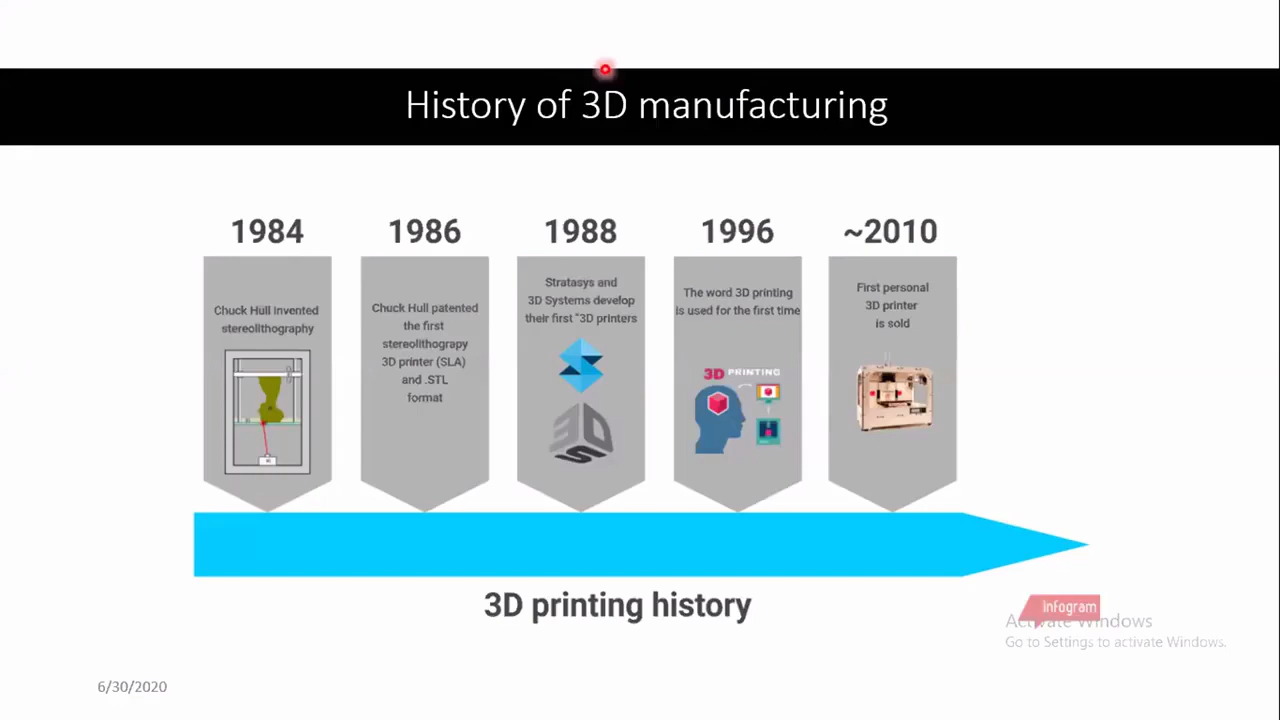 History of 3D manufacturing
1984
Chuck Hull invented
stereolithography
1986
Chuck Hull patented
the first
stereolithograpy
3D printer (SLA)
and .STL
format
1988
Stratasys and
3D Systems develop
their first "3D printers
3D
S
1996
The word 3D printing
is used for the first time
3D PRINTING
~2010
First personal
3D printer
is sold
3D printing history
infogram
Activate Windows
Go to Settings to activate Windows.
6/30/2020